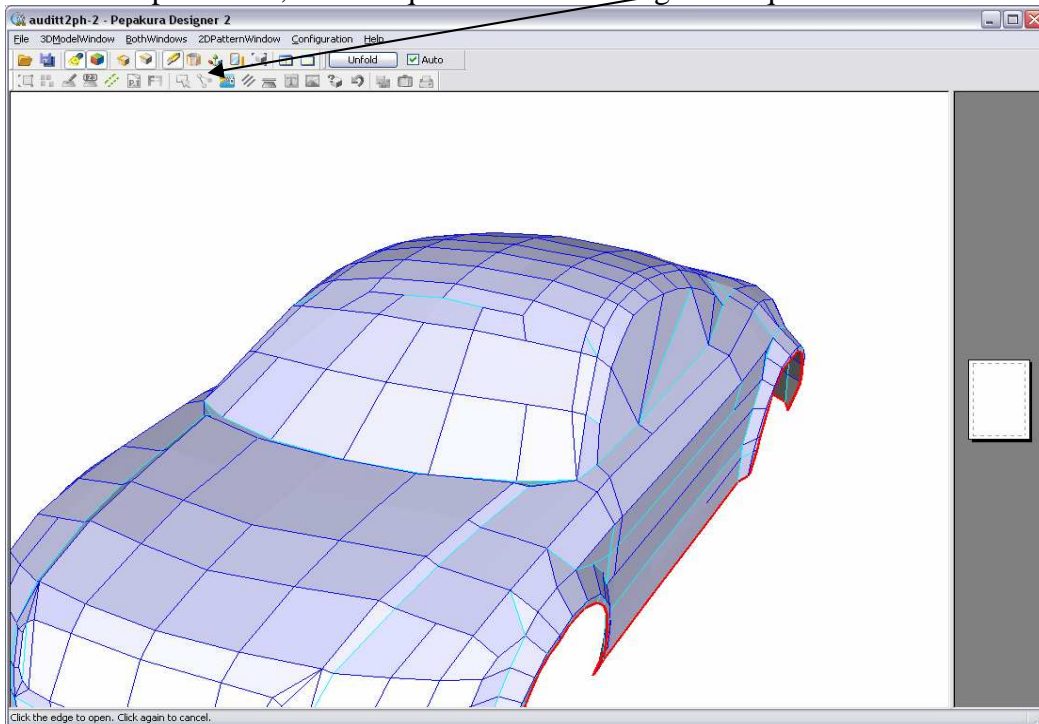 auditt2ph-2 - Pepakura Designer 2
File 3DModelWindow BothWindows 2DPatternWindow Configuration Help
Unfold Auto
Click the edge to open. Click again to cancel.